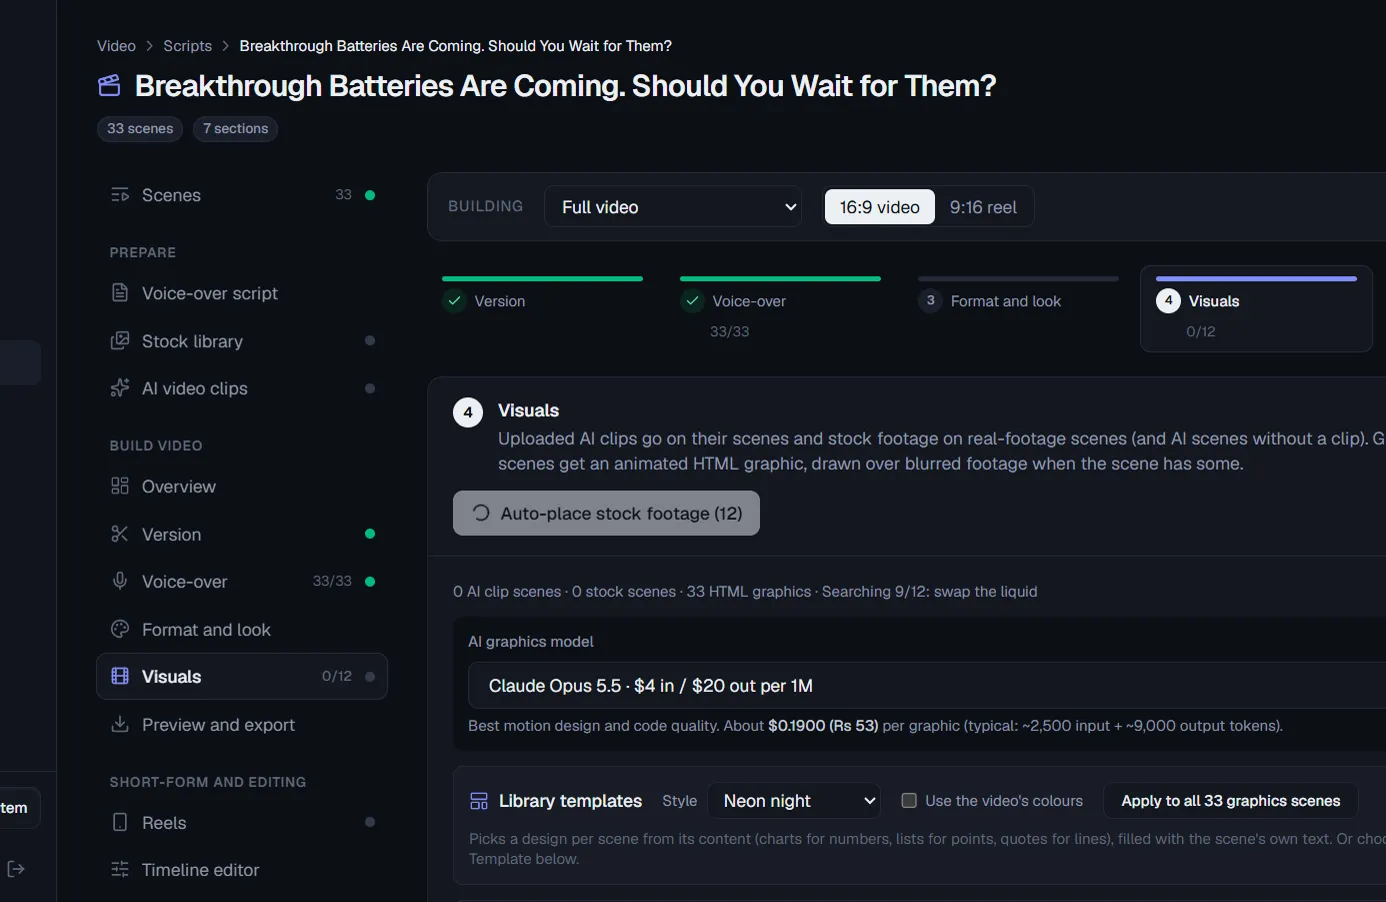 Video > Scripts > Breakthrough Batteries Are Coming. Should You Wait for Them?
Breakthrough Batteries Are Coming. Should You Wait for Them?
33 scenes 7 sections
Scenes 33
PREPARE
Voice-over script
Stock library
AI video clips
BUILD VIDEO
Overview
Version
Voice-over 33/33
Format and look
Visuals 0/12
Preview and export
SHORT-FORM AND EDITING
Reels
Timeline editor
tem
BUILDING Full video 16:9 video 9:16 reel
Version
Voice-over
33/33
3 Format and look
4 Visuals
0/12
4 Visuals
Uploaded AI clips go on their scenes and stock footage on real-footage scenes (and AI scenes without a clip). G
scenes get an animated HTML graphic, drawn over blurred footage when the scene has some.
Auto-place stock footage (12)
0 AI clip scenes · 0 stock scenes · 33 HTML graphics · Searching 9/12: swap the liquid
AI graphics model
Claude Opus 5.5 · $4 in / $20 out per 1M
Best motion design and code quality. About $0.1900 (Rs 53) per graphic (typical: ~2,500 input + ~9,000 output tokens).
Library templates Style Neon night Use the video's colours Apply to all 33 graphics scenes
Picks a design per scene from its content (charts for numbers, lists for points, quotes for lines), filled with the scene's own text. Or choo
Template below.